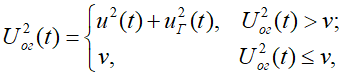 U²ос(t) = { u²(t) + u²Г(t), U²ос(t) > v;
v, U²ос(t) ≤ v,